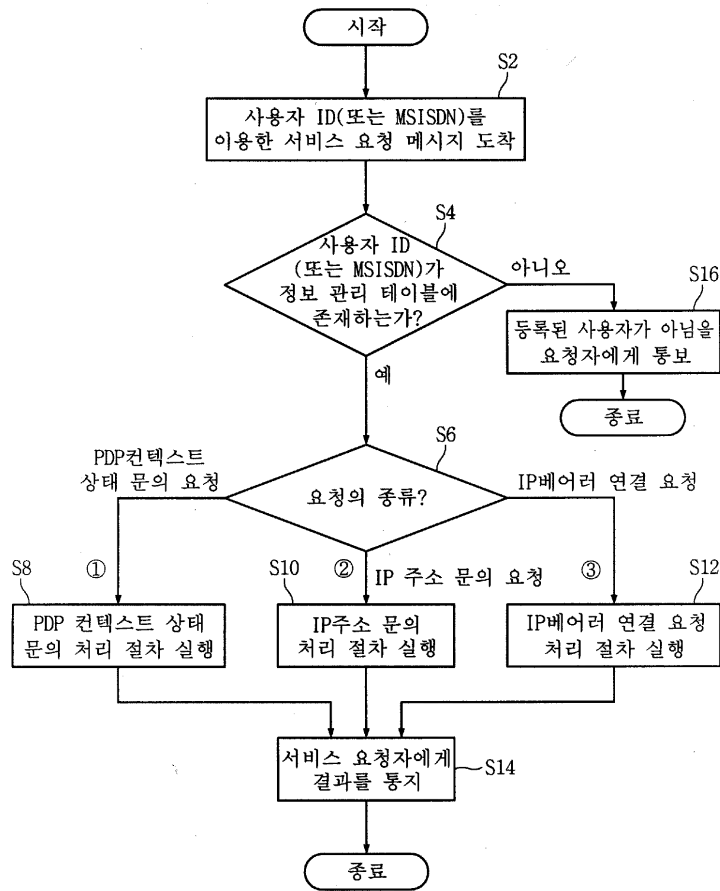 시작
S2
사용자 ID(또는 MSISDN)를
이용한 서비스 요청 메시지 도착
S4
사용자 ID
(또는 MSISDN)가
정보 관리 테이블에
존재하는가?
아니오
S16
등록된 사용자가 아님을
요청자에게 통보
종료
예
S6
요청의 종류?
PDP컨텍스트
상태 문의 요청
IP베어러 연결 요청
①
② IP 주소 문의 요청
③
S8
PDP 컨텍스트 상태
문의 처리 절차 실행
S10
IP주소 문의
처리 절차 실행
S12
IP베어러 연결 요청
처리 절차 실행
서비스 요청자에게
결과를 통지
S14
종료